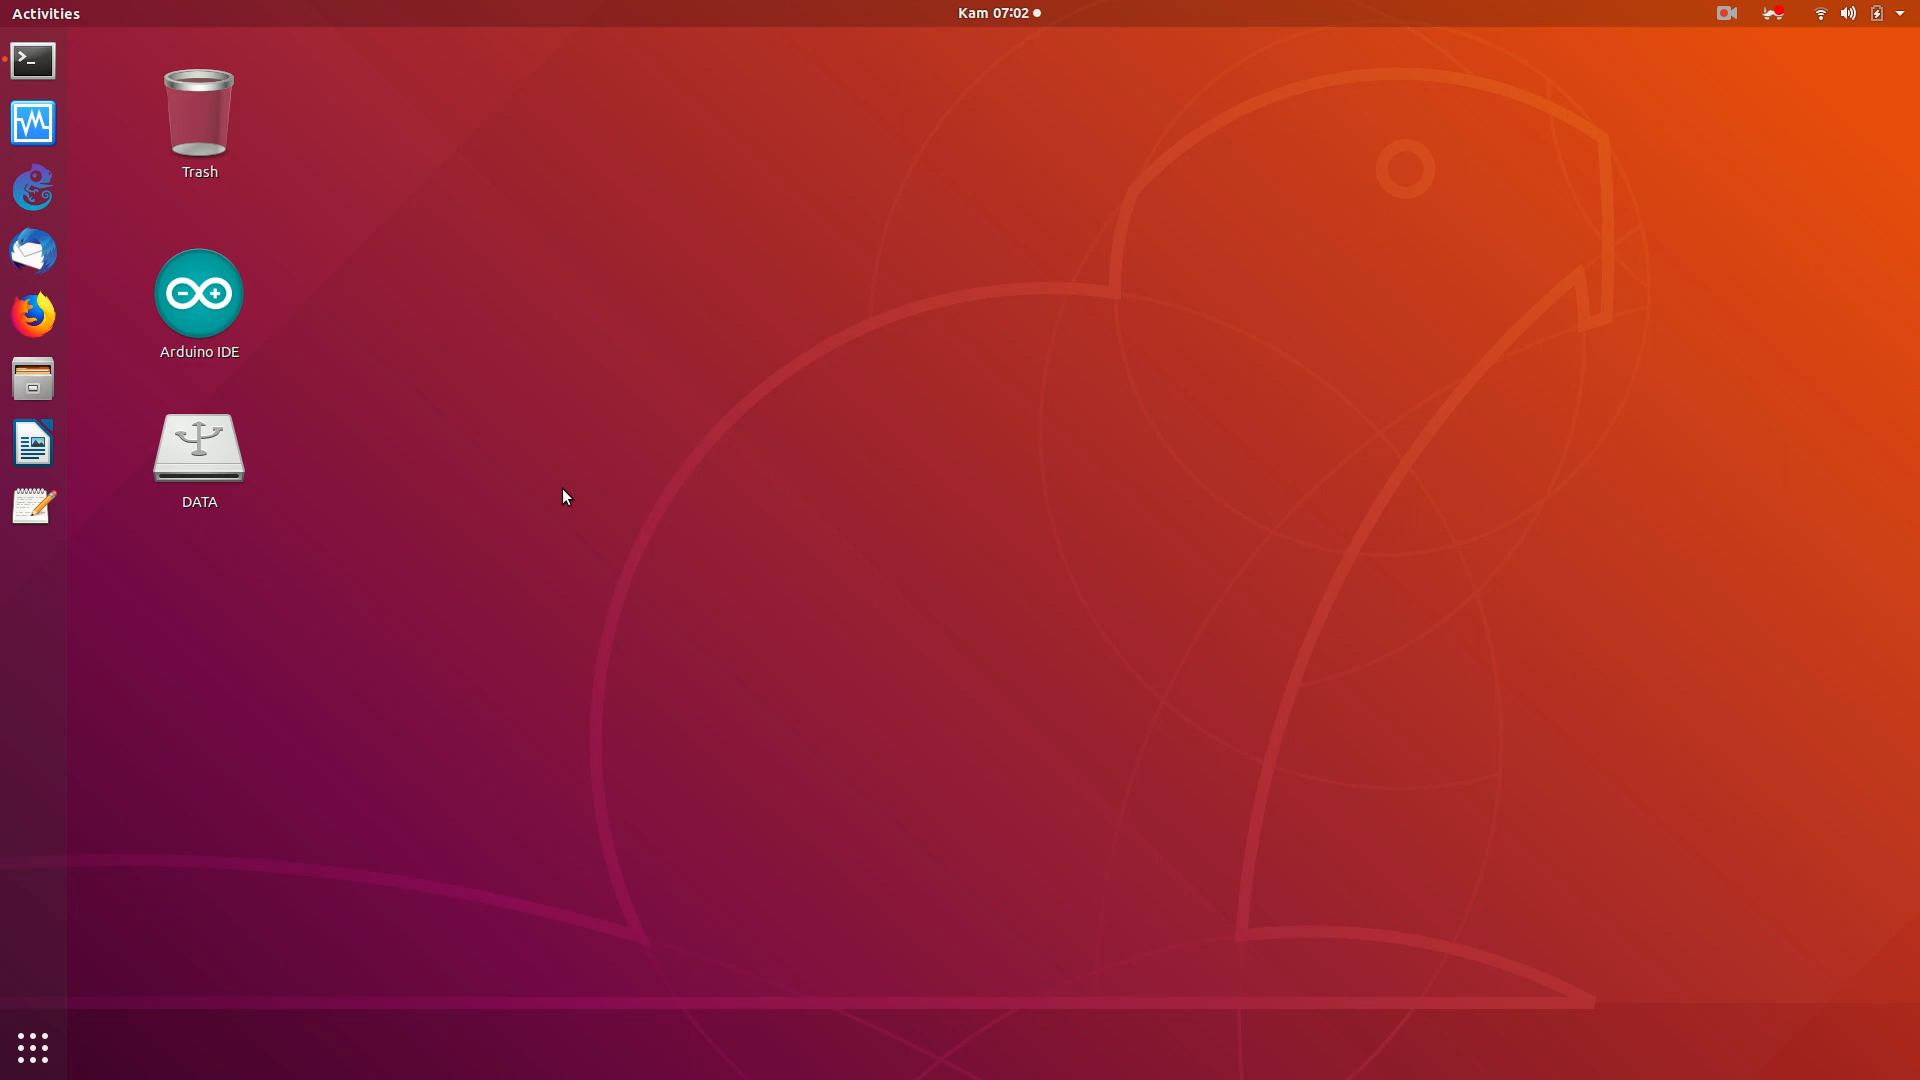 Activities
Kam 07:02
Trash
Arduino IDE
DATA